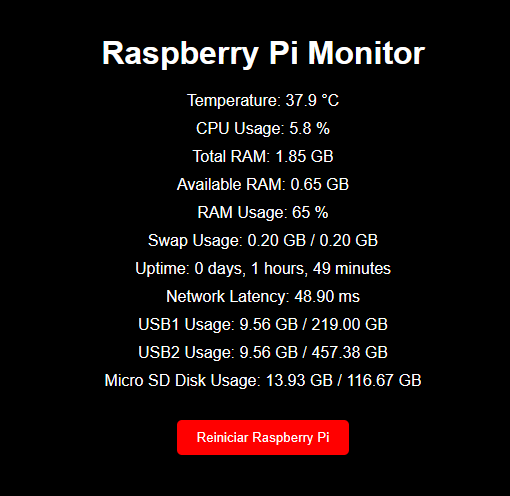 Raspberry Pi Monitor
Temperature: 37.9 °C
CPU Usage: 5.8 %
Total RAM: 1.85 GB
Available RAM: 0.65 GB
RAM Usage: 65 %
Swap Usage: 0.20 GB / 0.20 GB
Uptime: 0 days, 1 hours, 49 minutes
Network Latency: 48.90 ms
USB1 Usage: 9.56 GB / 219.00 GB
USB2 Usage: 9.56 GB / 457.38 GB
Micro SD Disk Usage: 13.93 GB / 116.67 GB
Reiniciar Raspberry Pi